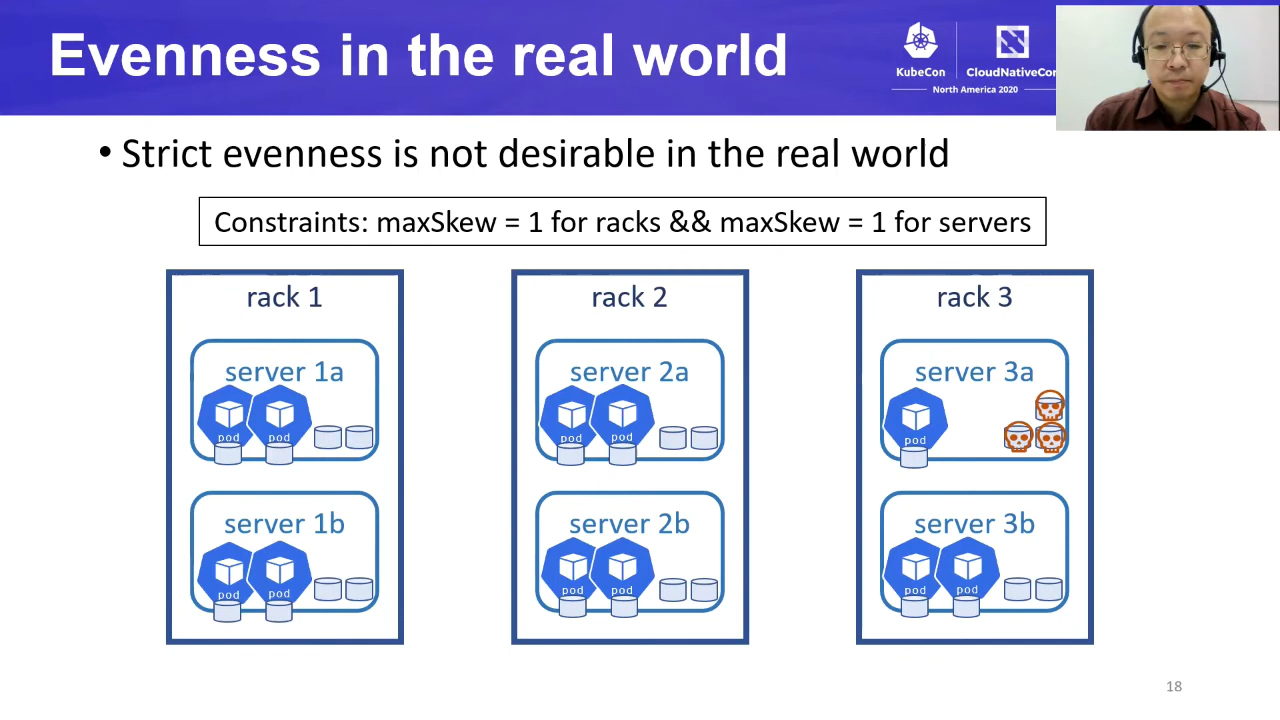 Evenness in the real world
KubeCon
CloudNativeCon
North America 2020
• Strict evenness is not desirable in the real world
Constraints: maxSkew = 1 for racks && maxSkew = 1 for servers
rack 1
rack 2
rack 3
server 1a
pod
pod
server 2a
pod
pod
server 3a
pod
server 1b
pod
pod
server 2b
pod
pod
server 3b
pod
pod
18